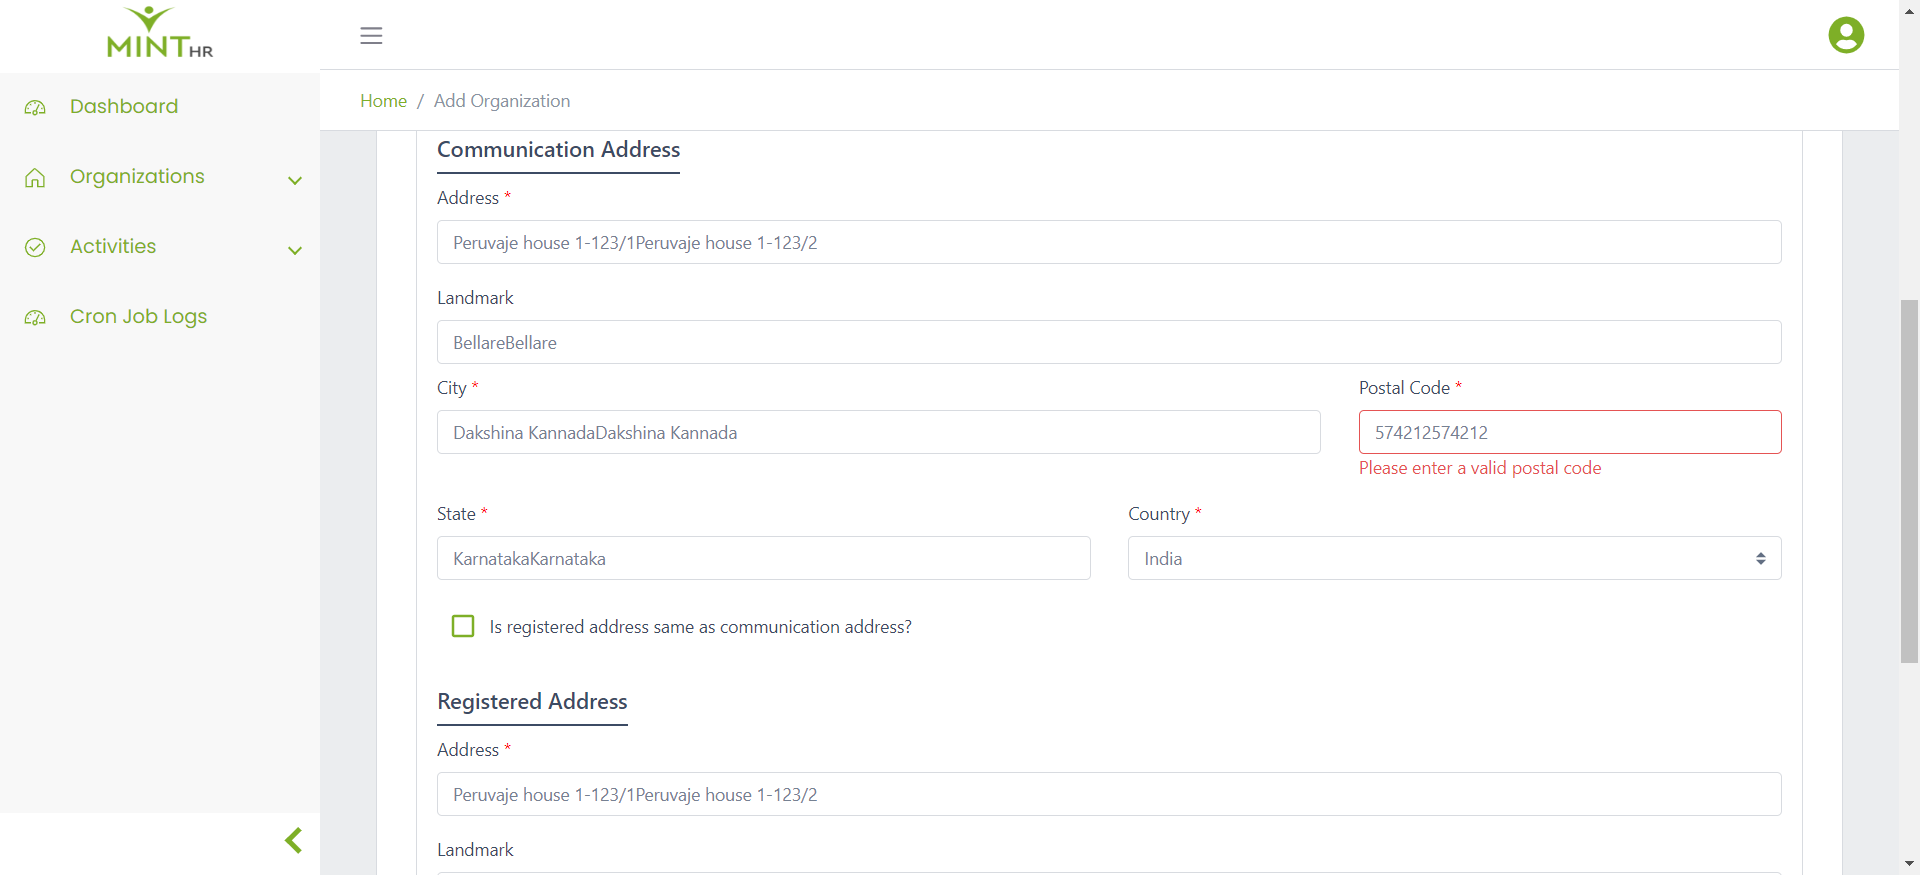 MINT HR
Home / Add Organization
Dashboard
Organizations
Activities
Cron Job Logs
Communication Address
Address *
Peruvaje house 1-123/1Peruvaje house 1-123/2
Landmark
BellareBellare
City *
Postal Code *
Dakshina KannadaDakshina Kannada
574212574212
Please enter a valid postal code
State *
Country *
KarnatakaKarnataka
India
Is registered address same as communication address?
Registered Address
Address *
Peruvaje house 1-123/1Peruvaje house 1-123/2
Landmark